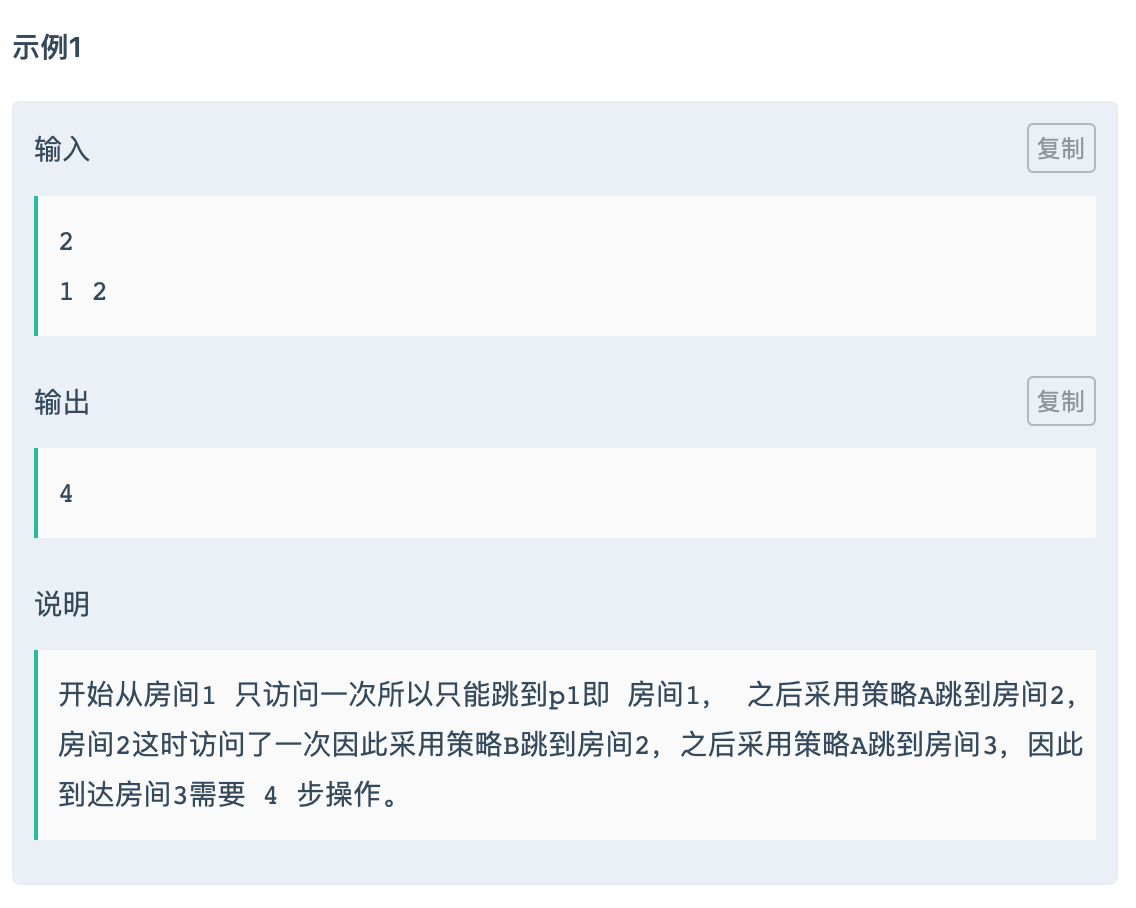 示例1
输入
复制
2
1 2
输出
复制
4
说明
开始从房间1 只访问一次所以只能跳到p1即 房间1， 之后采用策略A跳到房间2，
房间2这时访问了一次因此采用策略B跳到房间2，之后采用策略A跳到房间3，因此
到达房间3需要 4 步操作。